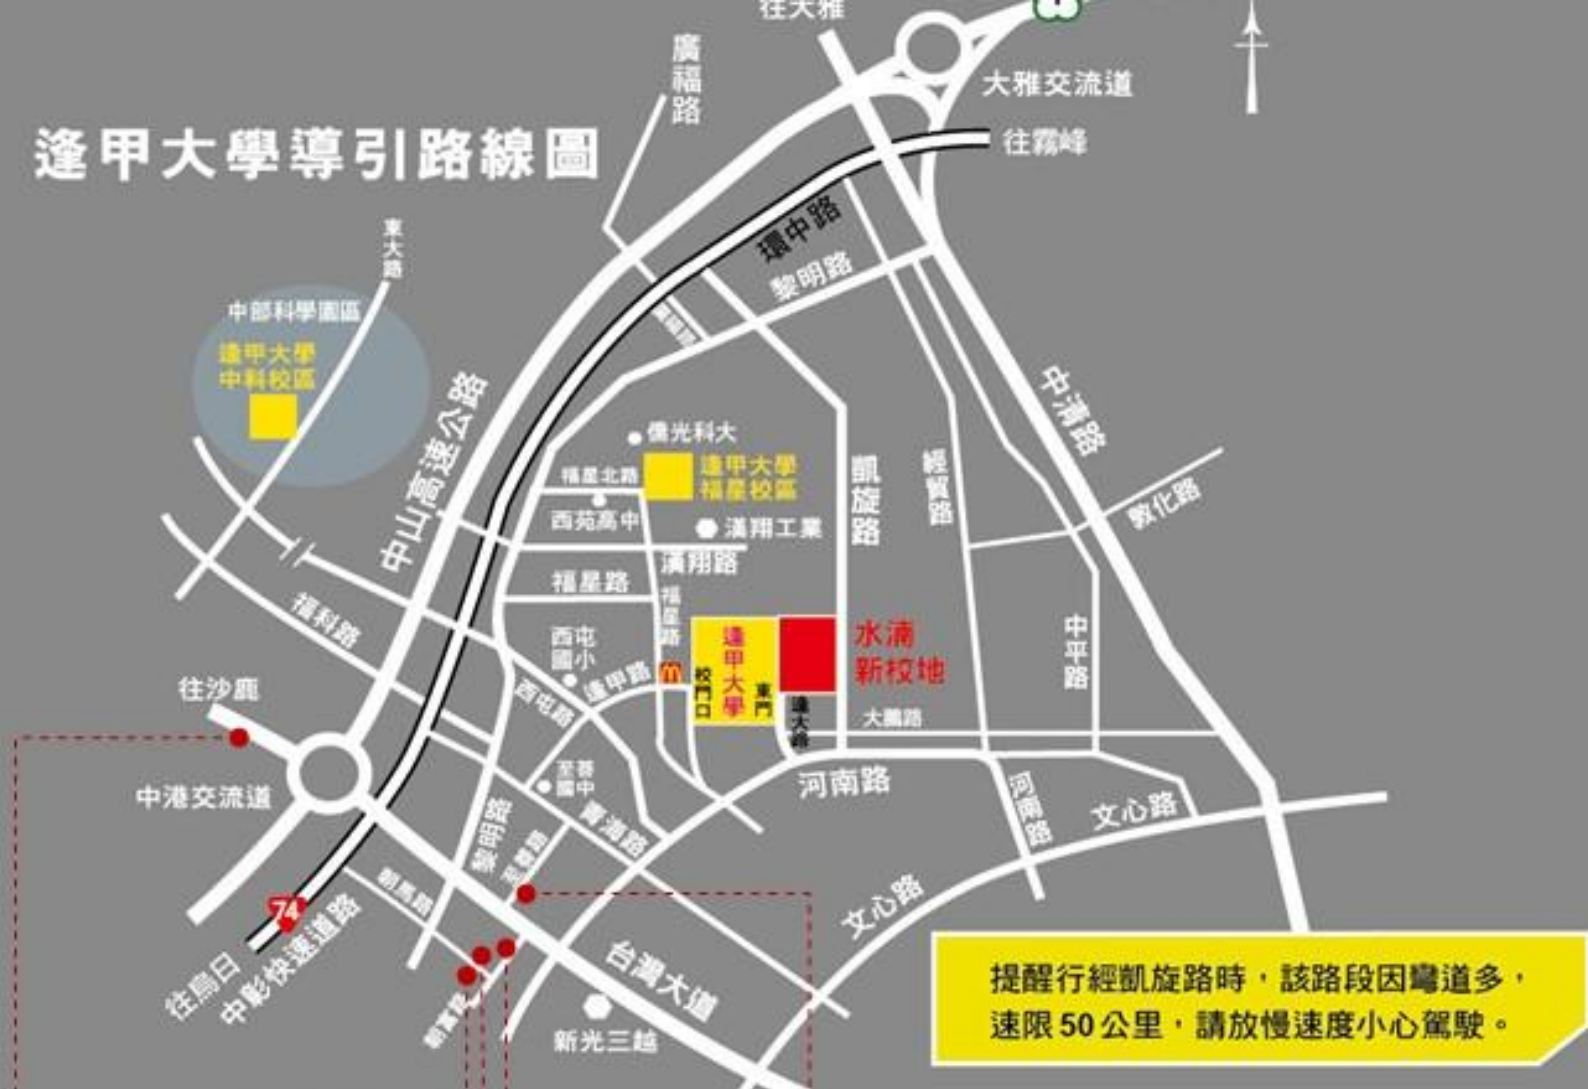 往大雅
廣福路
大雅交流道
往霧峰
逢甲大學導引路線圖
東大路
環中路
黎明路
中部科學園區
逢甲大學
中科校區
廣福路
中山高速公路
中清路
僑光科大
逢甲大學
福星校區
福星北路
西苑高中
漢翔工業
凱旋路
經貿路
敦化路
漢翔路
福星路
福星路
福科路
西屯
國小
逢甲路
校門口
逢甲大學
東門
水湳
新校地
中平路
往沙鹿
西屯路
逢大路
大鵬路
中港交流道
至善
國中
河南路
河南路
文心路
黎明路
青海路
至善路
朝馬路
文心路
74
往烏日
中彰快速道路
台灣大道
朝富路
新光三越
提醒行經凱旋路時，該路段因彎道多，
速限50公里，請放慢速度小心駕駛。